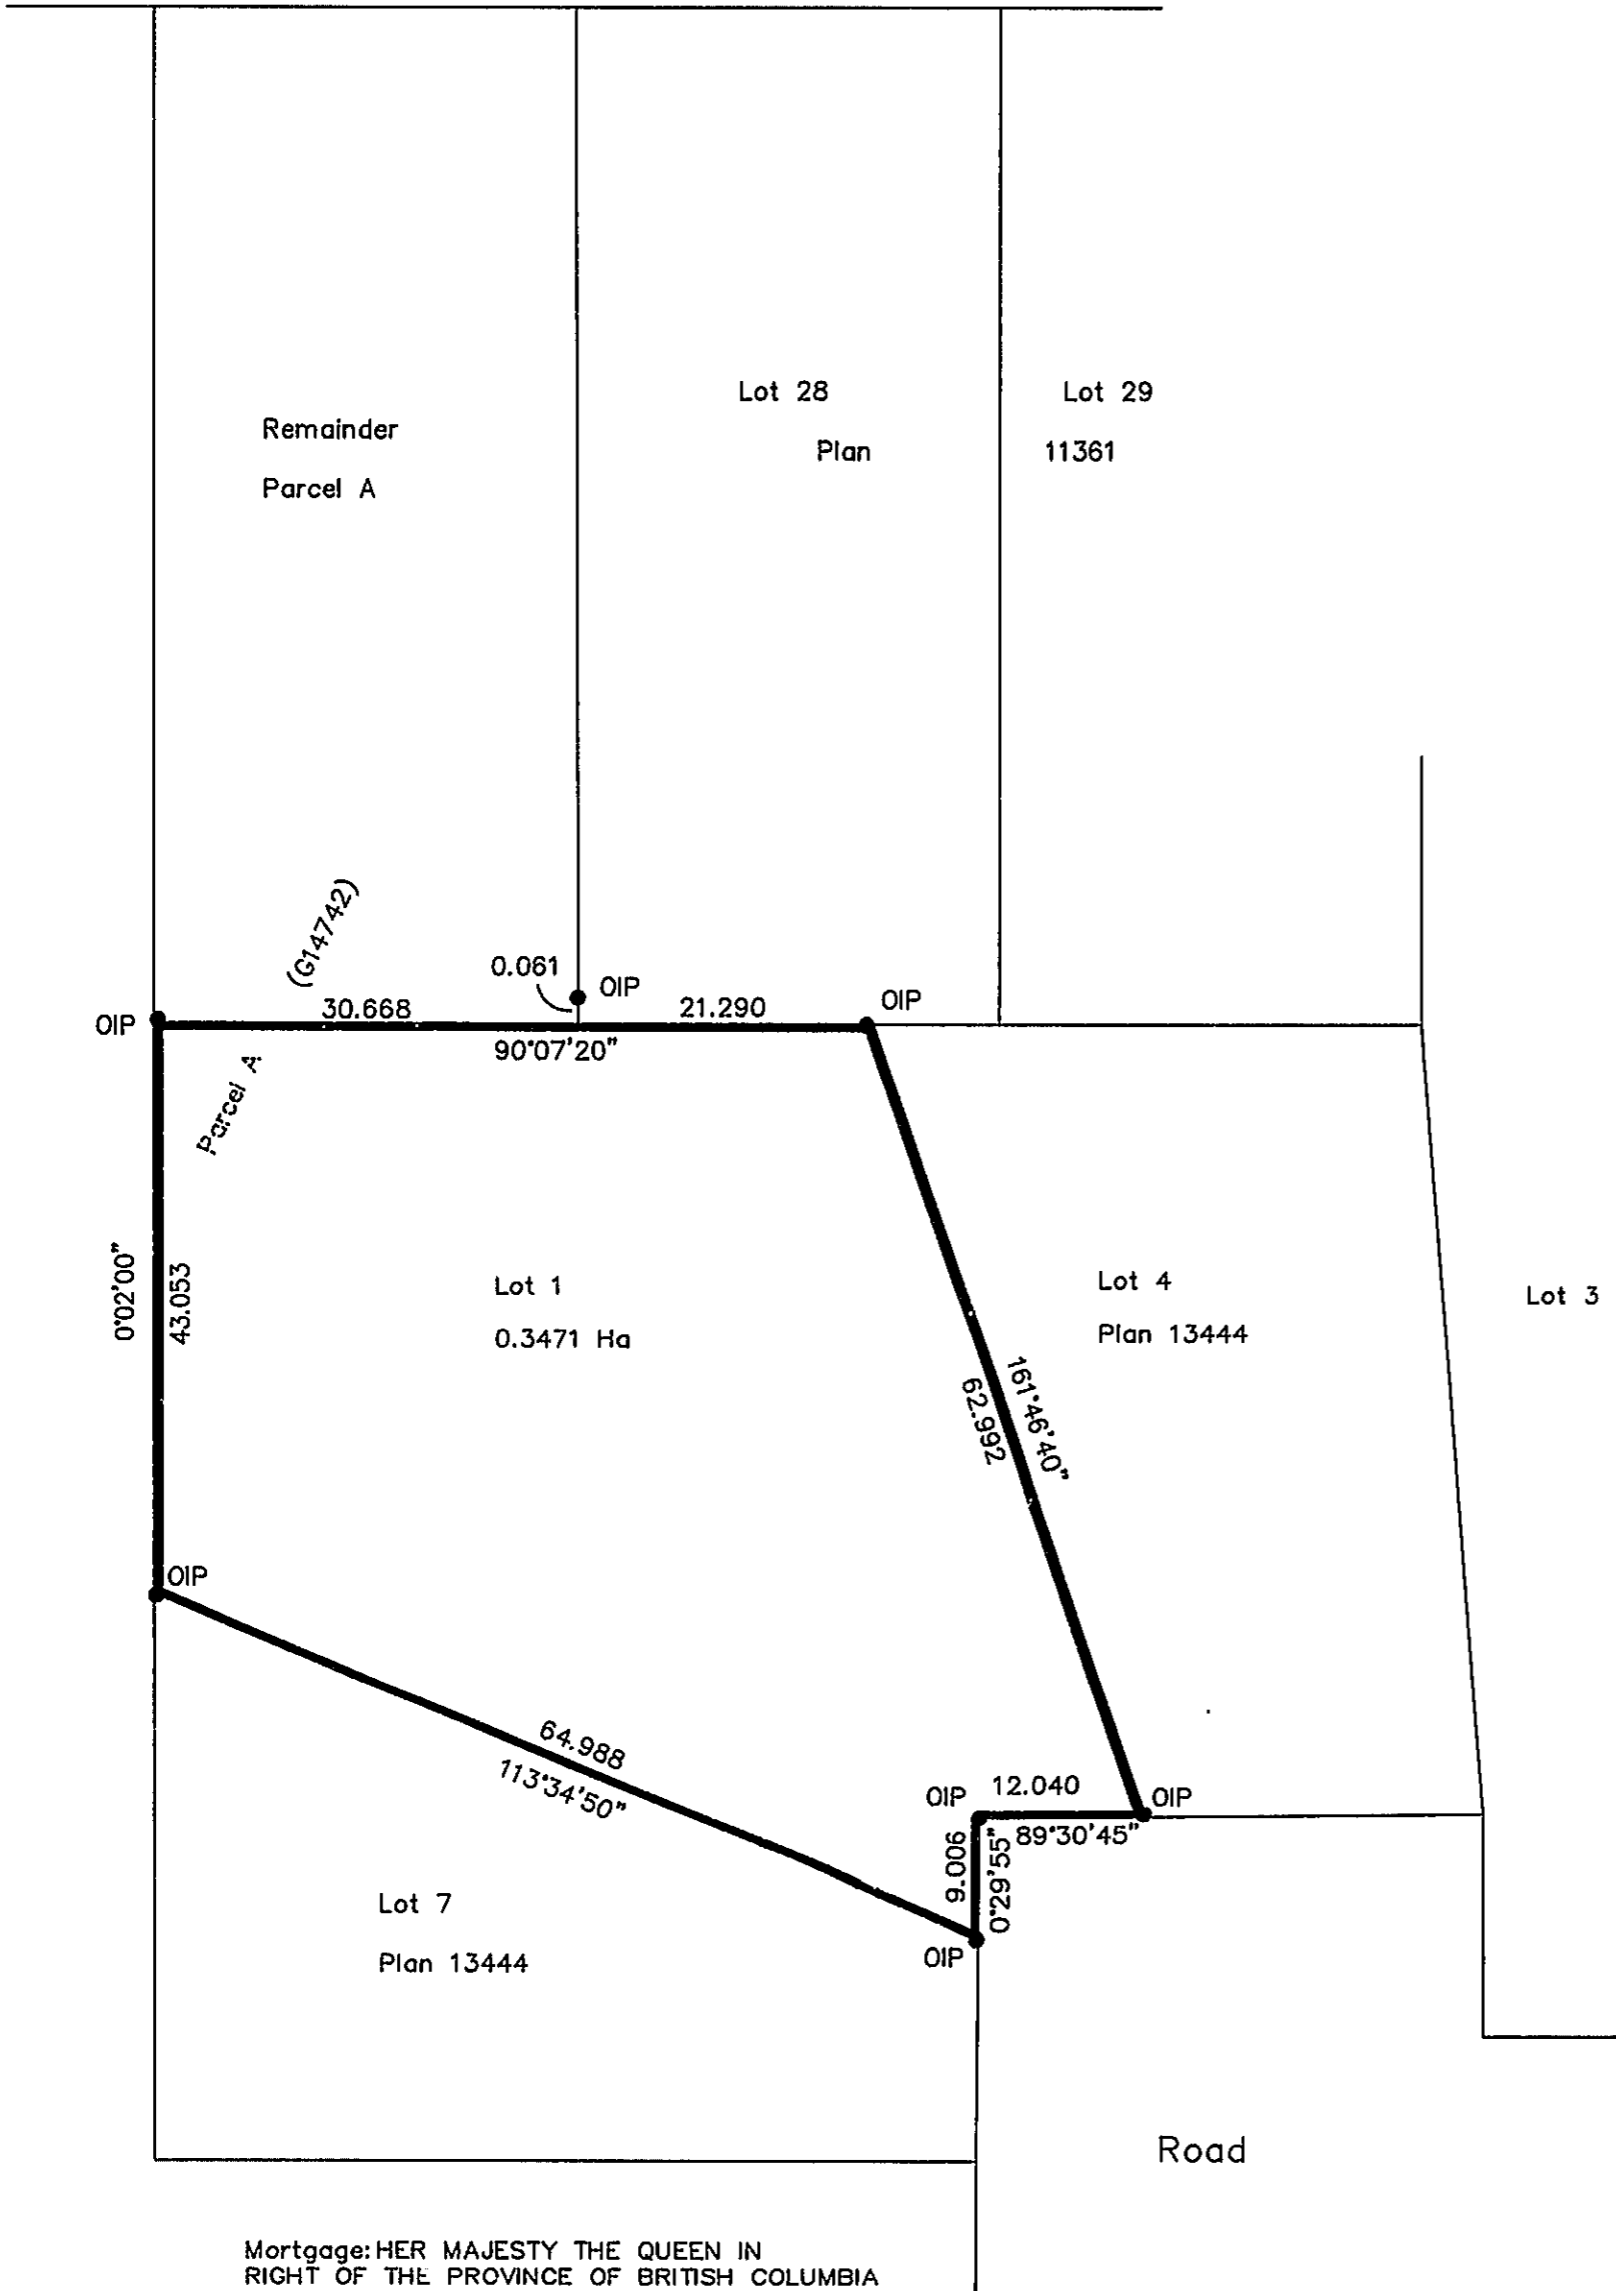 Lot 28
Lot 29
Remainder
Plan
11361
Parcel A
(G14742)
0.061
OIP
30.668
21.290
OIP
OIP
90°07'20"
Parcel A
0°02'00"
43.053
Lot 1
0.3471 Ha
Lot 4
Plan 13444
Lot 3
161°46'40"
62.992
OIP
64.988
113°34'50"
OIP
12.040
OIP
89°30'45"
9.006
0°29'55"
OIP
Lot 7
Plan 13444
Road
Mortgage: HER MAJESTY THE QUEEN IN
RIGHT OF THE PROVINCE OF BRITISH COLUMBIA